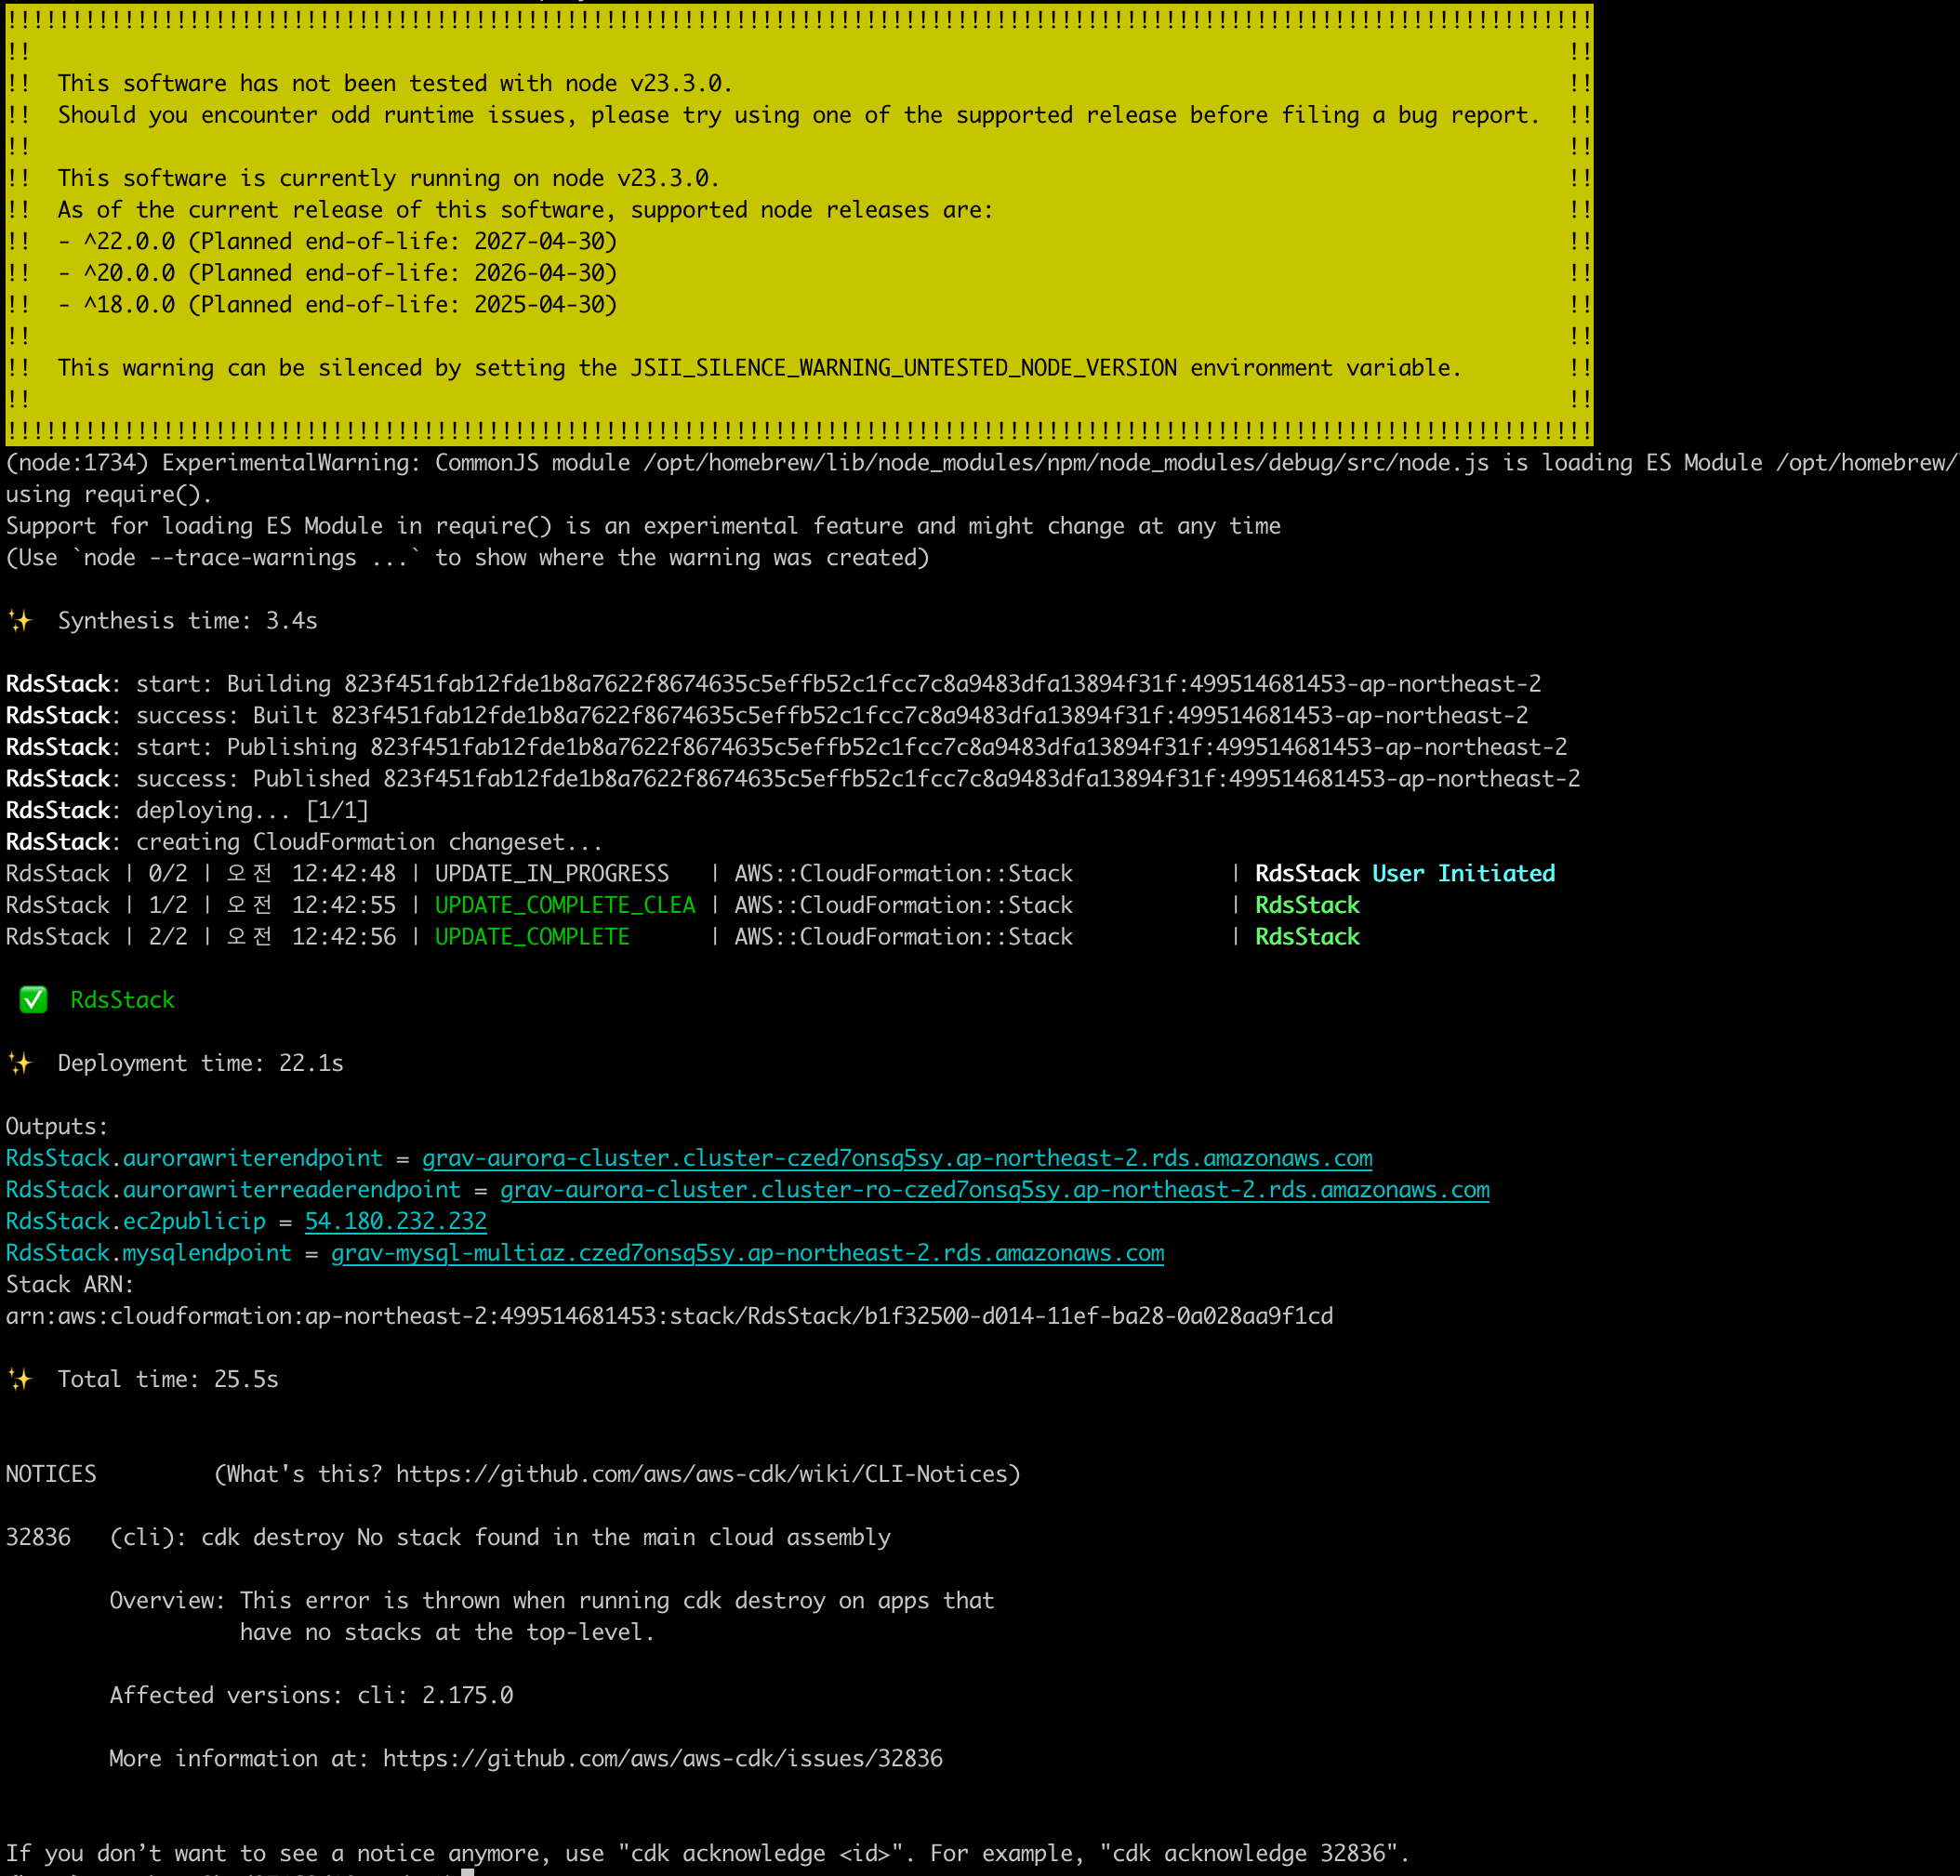 !!!!!!!!!!!!!!!!!!!!!!!!!!!!!!!!!!!!!!!!!!!!!!!!!!!!!!!!!!!!!!!!!!!!!!!!!!!!!!!!!!!!!!!!!!!!!!!!!!!!!!!!!!!!!!!!!!!!!!!!!!
!! !!
!! This software has not been tested with node v23.3.0. !!
!! Should you encounter odd runtime issues, please try using one of the supported release before filing a bug report. !!
!! !!
!! This software is currently running on node v23.3.0. !!
!! As of the current release of this software, supported node releases are: !!
!! - ^22.0.0 (Planned end-of-life: 2027-04-30) !!
!! - ^20.0.0 (Planned end-of-life: 2026-04-30) !!
!! - ^18.0.0 (Planned end-of-life: 2025-04-30) !!
!! !!
!! This warning can be silenced by setting the JSII_SILENCE_WARNING_UNTESTED_NODE_VERSION environment variable. !!
!! !!
!!!!!!!!!!!!!!!!!!!!!!!!!!!!!!!!!!!!!!!!!!!!!!!!!!!!!!!!!!!!!!!!!!!!!!!!!!!!!!!!!!!!!!!!!!!!!!!!!!!!!!!!!!!!!!!!!!!!!!!!!!
(node:1734) ExperimentalWarning: CommonJS module /opt/homebrew/lib/node_modules/npm/node_modules/debug/src/node.js is loading ES Module /opt/homebrew/
using require().
Support for loading ES Module in require() is an experimental feature and might change at any time
(Use `node --trace-warnings ...` to show where the warning was created)
✨ Synthesis time: 3.4s
RdsStack: start: Building 823f451fab12fde1b8a7622f8674635c5effb52c1fcc7c8a9483dfa13894f31f:499514681453-ap-northeast-2
RdsStack: success: Built 823f451fab12fde1b8a7622f8674635c5effb52c1fcc7c8a9483dfa13894f31f:499514681453-ap-northeast-2
RdsStack: start: Publishing 823f451fab12fde1b8a7622f8674635c5effb52c1fcc7c8a9483dfa13894f31f:499514681453-ap-northeast-2
RdsStack: success: Published 823f451fab12fde1b8a7622f8674635c5effb52c1fcc7c8a9483dfa13894f31f:499514681453-ap-northeast-2
RdsStack: deploying... [1/1]
RdsStack: creating CloudFormation changeset...
RdsStack | 0/2 | 오전 12:42:48 | UPDATE_IN_PROGRESS | AWS::CloudFormation::Stack | RdsStack User Initiated
RdsStack | 1/2 | 오전 12:42:55 | UPDATE_COMPLETE_CLEA | AWS::CloudFormation::Stack | RdsStack
RdsStack | 2/2 | 오전 12:42:56 | UPDATE_COMPLETE | AWS::CloudFormation::Stack | RdsStack
✅ RdsStack
✨ Deployment time: 22.1s
Outputs:
RdsStack.aurorawriterendpoint = grav-aurora-cluster.cluster-czed7onsq5sy.ap-northeast-2.rds.amazonaws.com
RdsStack.aurorawriterreaderendpoint = grav-aurora-cluster.cluster-ro-czed7onsq5sy.ap-northeast-2.rds.amazonaws.com
RdsStack.ec2publicip = 54.180.232.232
RdsStack.mysqlendpoint = grav-mysql-multiaz.czed7onsq5sy.ap-northeast-2.rds.amazonaws.com
Stack ARN:
arn:aws:cloudformation:ap-northeast-2:499514681453:stack/RdsStack/b1f32500-d014-11ef-ba28-0a028aa9f1cd
✨ Total time: 25.5s
NOTICES (What's this? https://github.com/aws/aws-cdk/wiki/CLI-Notices)
32836 (cli): cdk destroy No stack found in the main cloud assembly
Overview: This error is thrown when running cdk destroy on apps that
have no stacks at the top-level.
Affected versions: cli: 2.175.0
More information at: https://github.com/aws/aws-cdk/issues/32836
If you don’t want to see a notice anymore, use "cdk acknowledge <id>". For example, "cdk acknowledge 32836".